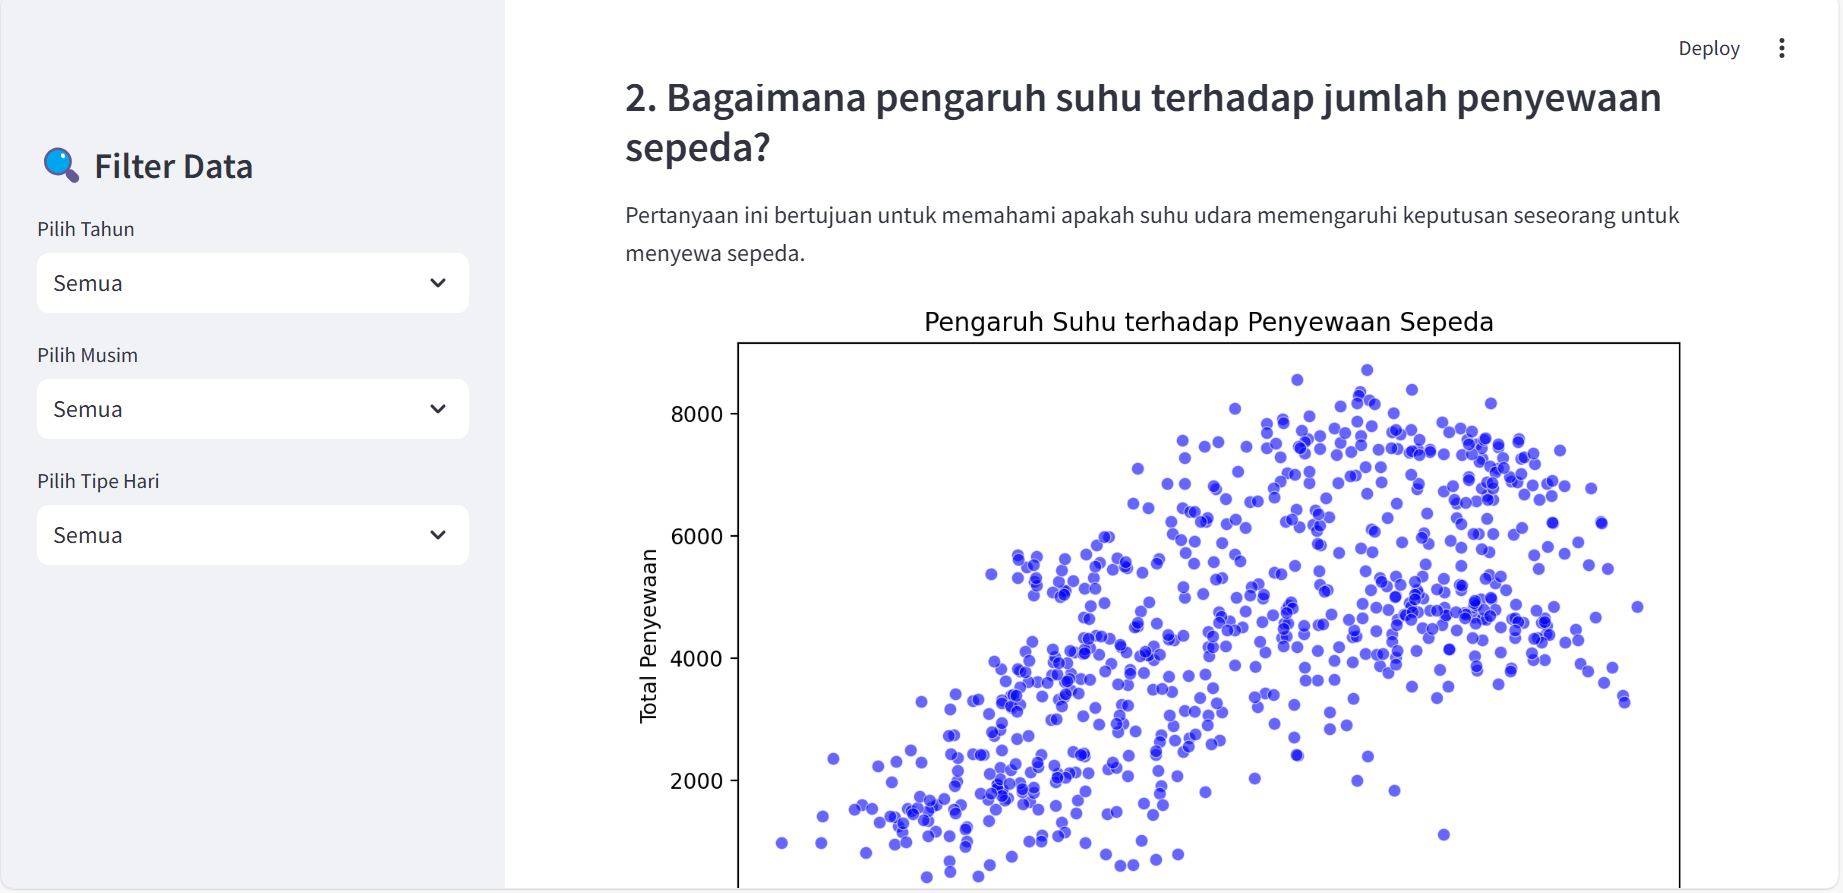 Deploy
2. Bagaimana pengaruh suhu terhadap jumlah penyewaan
sepeda?
Filter Data
Pilih Tahun
Semua
Pilih Musim
Semua
Pilih Tipe Hari
Semua
Pertanyaan ini bertujuan untuk memahami apakah suhu udara memengaruhi keputusan seseorang untuk
menyewa sepeda.
Pengaruh Suhu terhadap Penyewaan Sepeda
8000
6000
4000
2000
Total Penyewaan